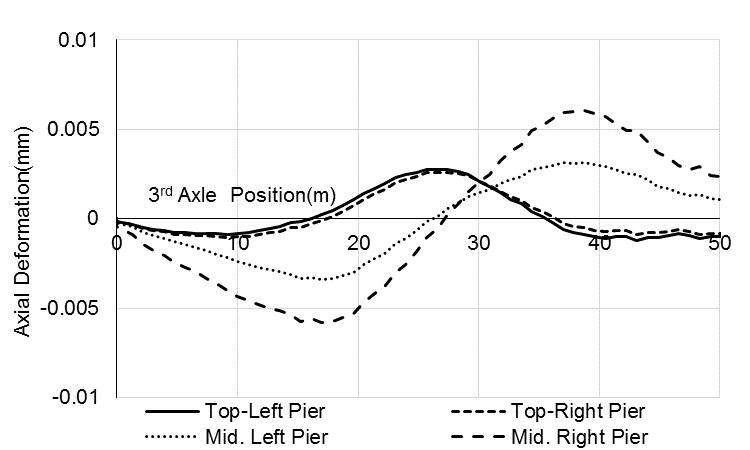 0.01
0.005
0
-0.005
-0.01
Axial Deformation(mm)
3rd Axle Position(m)
0 10 20 30 40 50
Top-Left Pier Top-Right Pier
Mid. Left Pier Mid. Right Pier